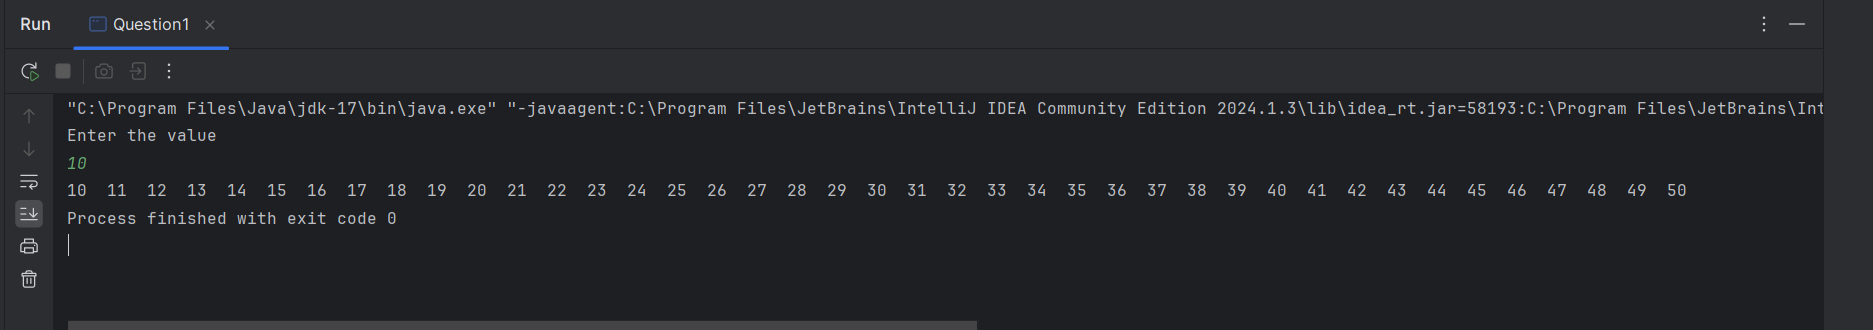 Run Question1
"C:\Program Files\Java\jdk-17\bin\java.exe" "-javaagent:C:\Program Files\JetBrains\IntelliJ IDEA Community Edition 2024.1.3\lib\idea_rt.jar=58193:C:\Program Files\JetBrains\Int
Enter the value
10
10 11 12 13 14 15 16 17 18 19 20 21 22 23 24 25 26 27 28 29 30 31 32 33 34 35 36 37 38 39 40 41 42 43 44 45 46 47 48 49 50
Process finished with exit code 0